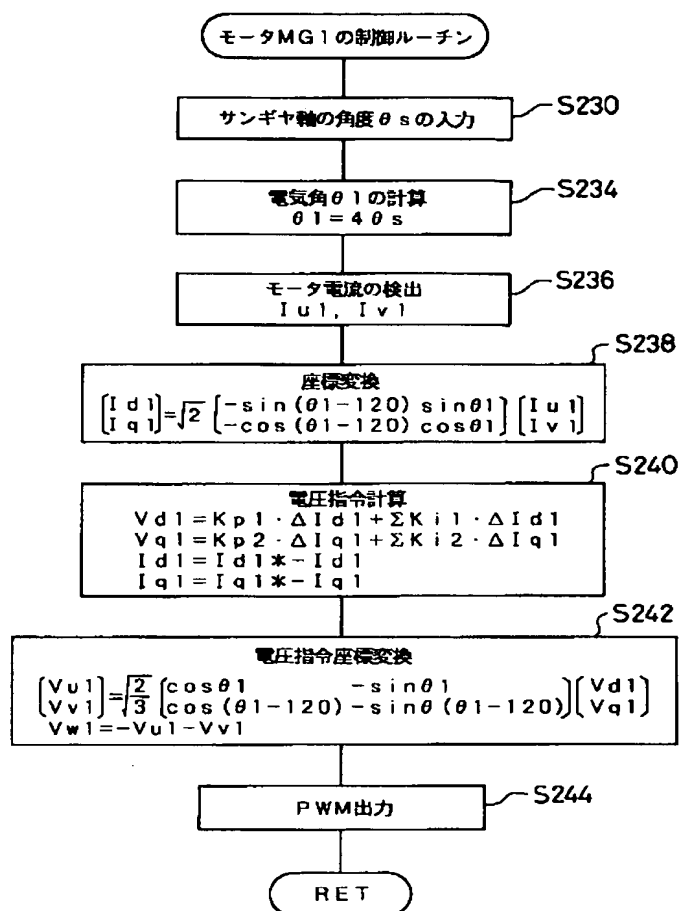 モータMG1の制御ルーチン
サンギヤ軸の角度θsの入力
S230
電気角θ1の計算
θ1=4θs
S234
モータ電流の検出
Iu1, Iv1
S236
座標変換
[Id1]=√2 [-sin(θ1-120) sinθ1] [Iu1]
[Iq1] [-cos(θ1-120) cosθ1] [Iv1]
S238
電圧指令計算
Vd1=Kp1・ΔId1+ΣKi1・ΔId1
Vq1=Kp2・ΔIq1+ΣKi2・ΔIq1
Id1=Id1*-Id1
Iq1=Iq1*-Iq1
S240
電圧指令座標変換
[Vu1]=√2/3 [cosθ1 -sinθ1] [Vd1]
[Vv1] [cos(θ1-120) -sinθ(θ1-120)] [Vq1]
Vw1=-Vu1-Vv1
S242
PWM出力
S244
RET